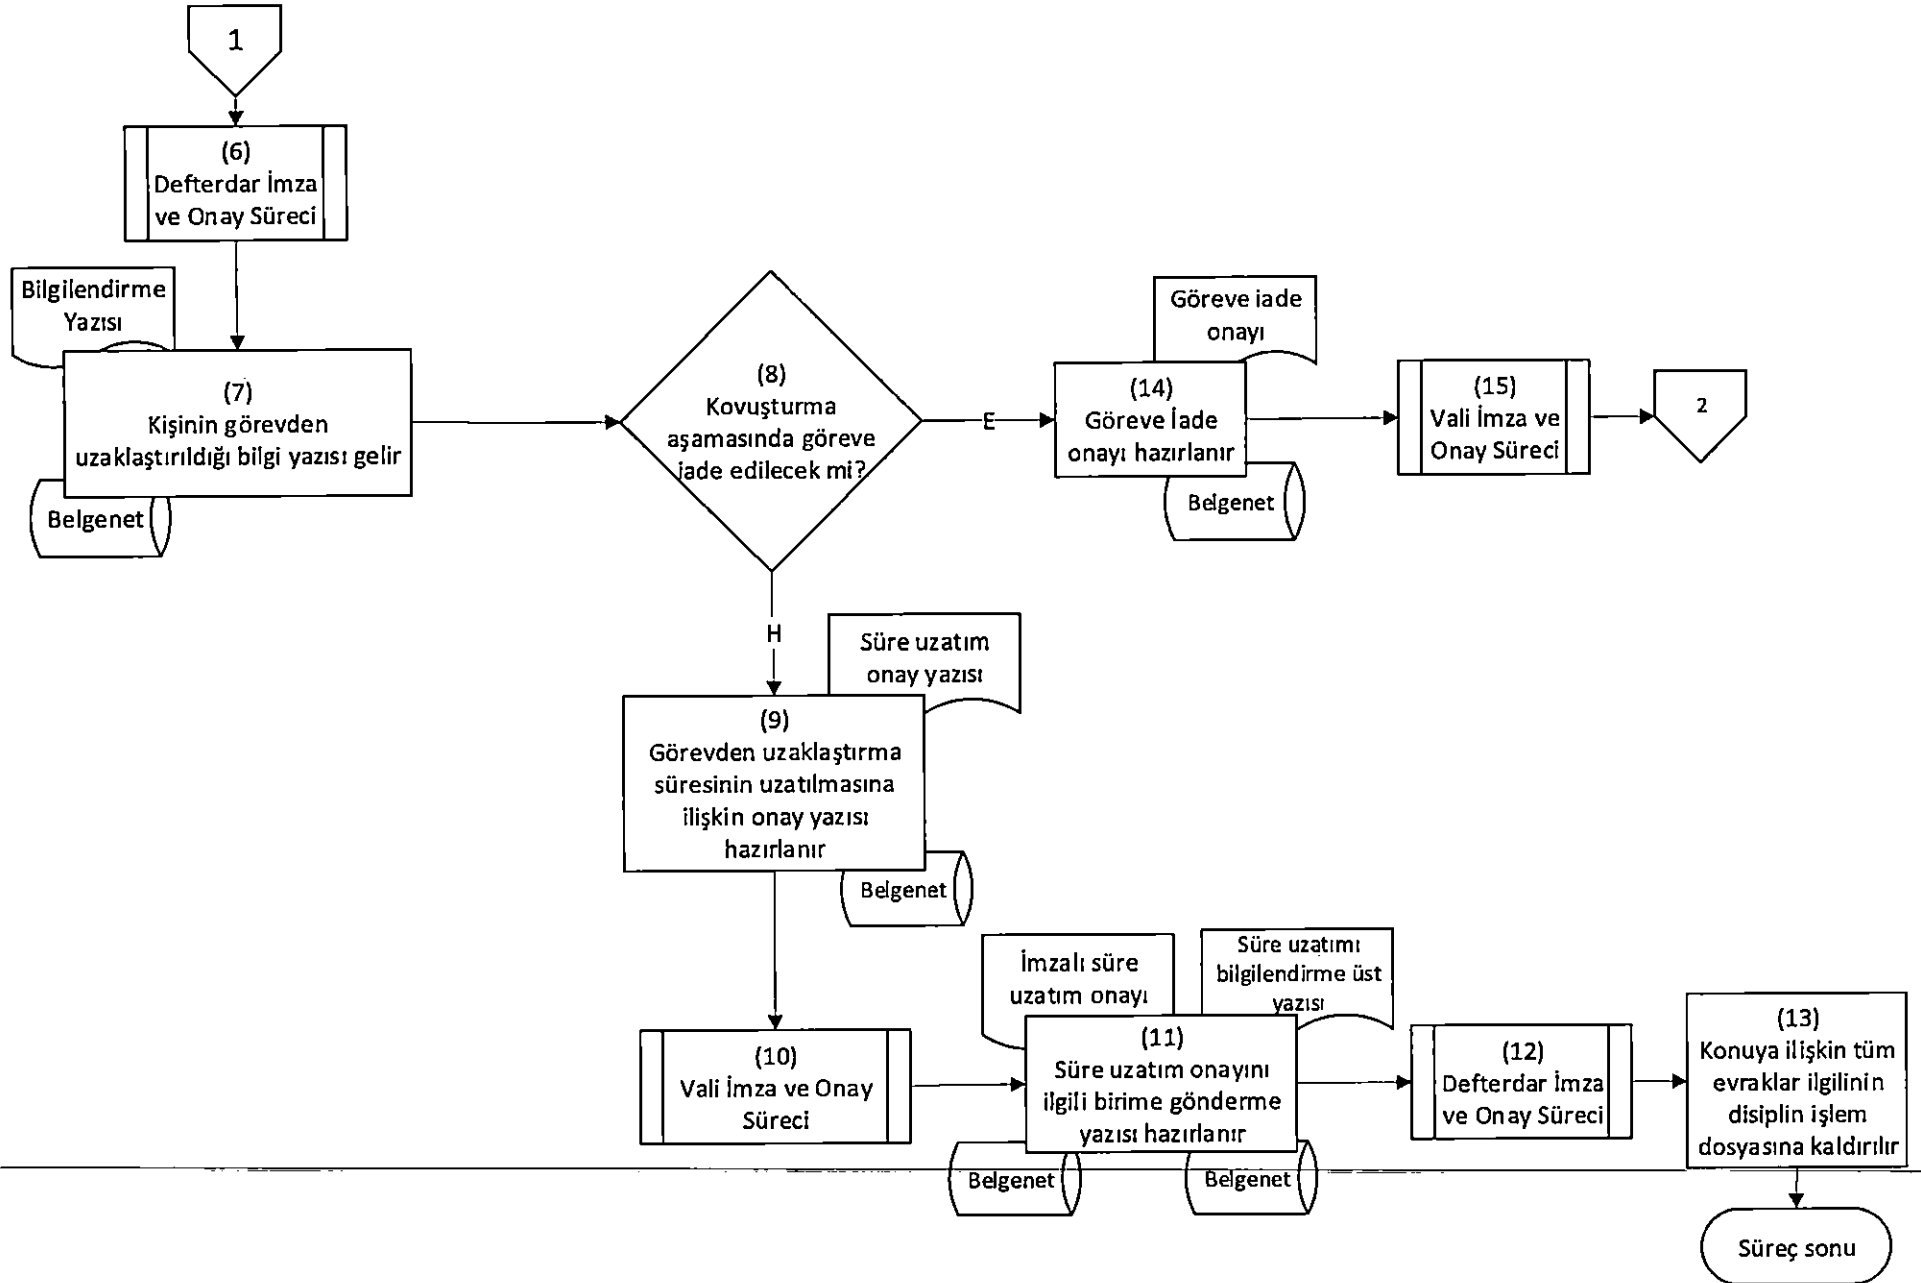 1
(6)
Defterdar İmza
ve Onay Süreci
Bilgilendirme
Yazısı
(7)
Kişinin görevden
uzaklaştırıldığı bilgi yazısı gelir
Belgenet
(8)
Kovuşturma
aşamasında göreve
iade edilecek mi?
E
Göreve iade
onayı
(14)
Göreve İade
onayı hazırlanır
Belgenet
(15)
Vali İmza ve
Onay Süreci
2
H
Süre uzatım
onay yazısı
(9)
Görevden uzaklaştırma
süresinin uzatılmasına
ilişkin onay yazısı
hazırlanır
Belgenet
(10)
Vali İmza ve Onay
Süreci
İmzalı süre
uzatım onayı
Süre uzatımı
bilgilendirme üst
yazısı
(11)
Süre uzatım onayını
ilgili birime gönderme
yazısı hazırlanır
Belgenet
Belgenet
(12)
Defterdar İmza
ve Onay Süreci
(13)
Konuya ilişkin tüm
evraklar ilgilinin
disiplin işlem
dosyasına kaldırılır
Süreç sonu